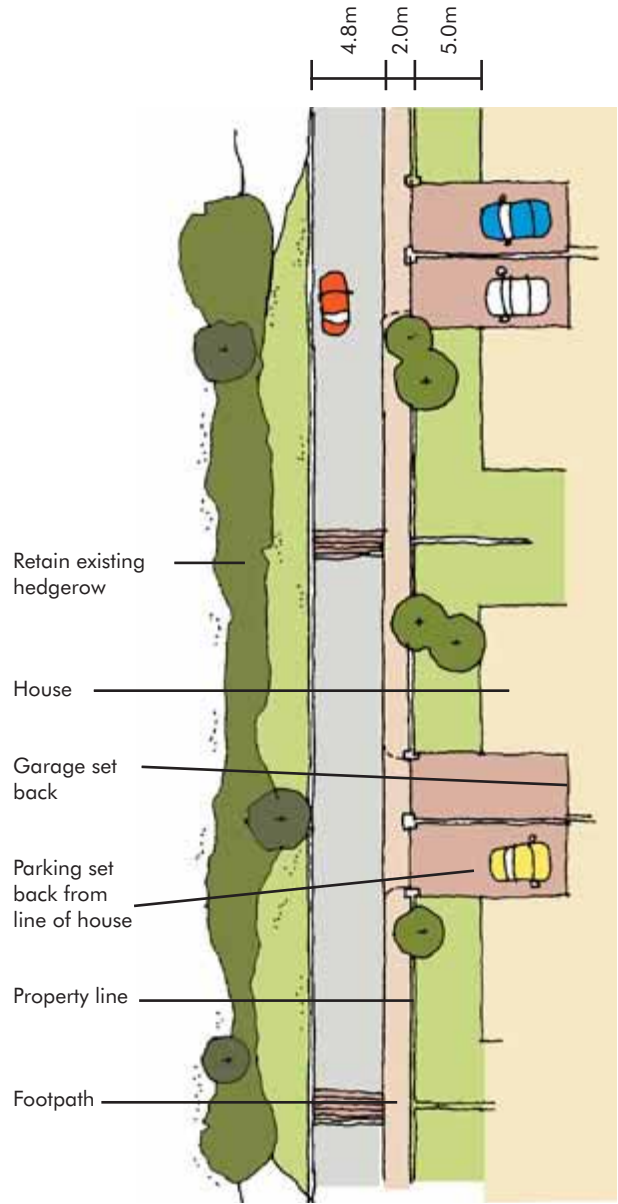 4.8m
2.0m
5.0m
Retain existing
hedgerow
House
Garage set
back
Parking set
back from
line of house
Property line
Footpath